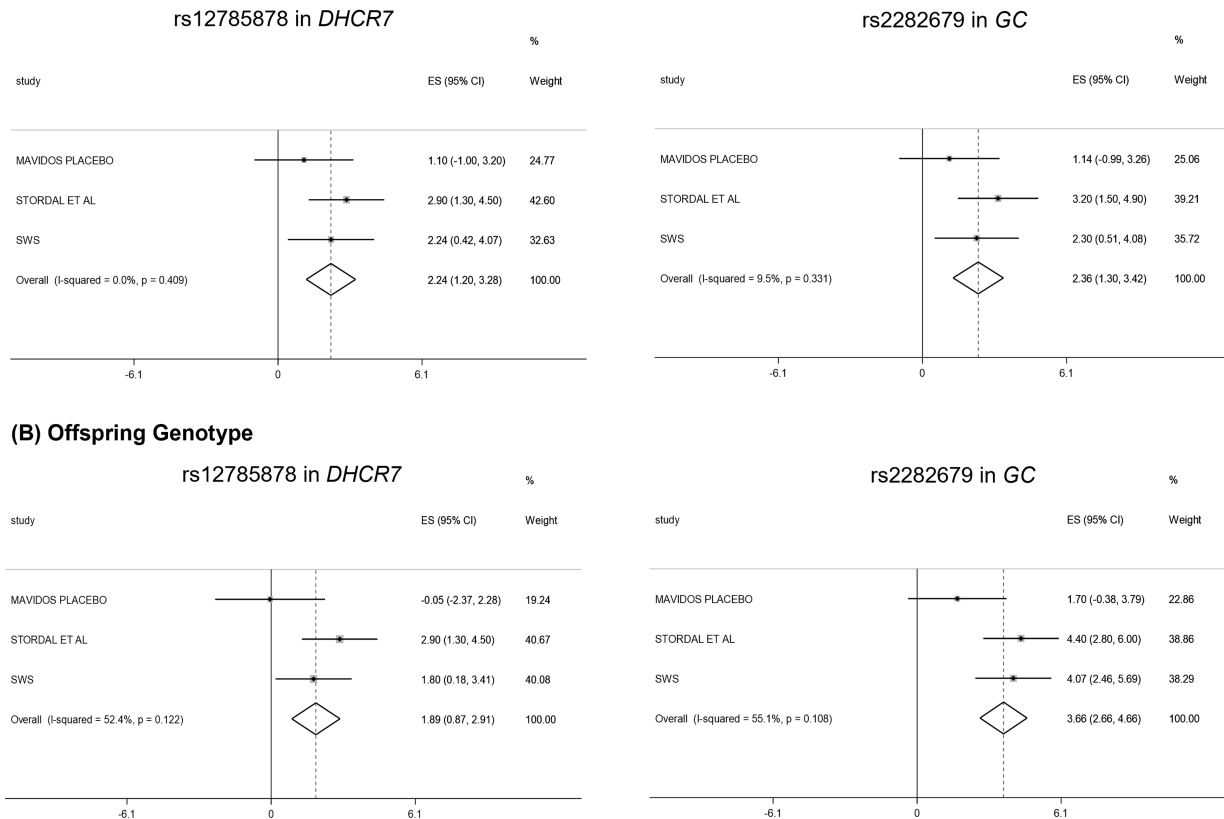 rs12785878 in DHCR7
%
study ES (95% CI) Weight
MAVIDOS PLACEBO 1.10 (-1.00, 3.20) 24.77
STORDAL ET AL 2.90 (1.30, 4.50) 42.60
SWS 2.24 (0.42, 4.07) 32.63
Overall (I-squared = 0.0%, p = 0.409) 2.24 (1.20, 3.28) 100.00
-6.1 0 6.1
rs2282679 in GC
%
study ES (95% CI) Weight
MAVIDOS PLACEBO 1.14 (-0.99, 3.26) 25.06
STORDAL ET AL 3.20 (1.50, 4.90) 39.21
SWS 2.30 (0.51, 4.08) 35.72
Overall (I-squared = 9.5%, p = 0.331) 2.36 (1.30, 3.42) 100.00
-6.1 0 6.1
(B) Offspring Genotype
rs12785878 in DHCR7
%
study ES (95% CI) Weight
MAVIDOS PLACEBO -0.05 (-2.37, 2.28) 19.24
STORDAL ET AL 2.90 (1.30, 4.50) 40.67
SWS 1.80 (0.18, 3.41) 40.08
Overall (I-squared = 52.4%, p = 0.122) 1.89 (0.87, 2.91) 100.00
-6.1 0 6.1
rs2282679 in GC
%
study ES (95% CI) Weight
MAVIDOS PLACEBO 1.70 (-0.38, 3.79) 22.86
STORDAL ET AL 4.40 (2.80, 6.00) 38.86
SWS 4.07 (2.46, 5.69) 38.29
Overall (I-squared = 55.1%, p = 0.108) 3.66 (2.66, 4.66) 100.00
-6.1 0 6.1